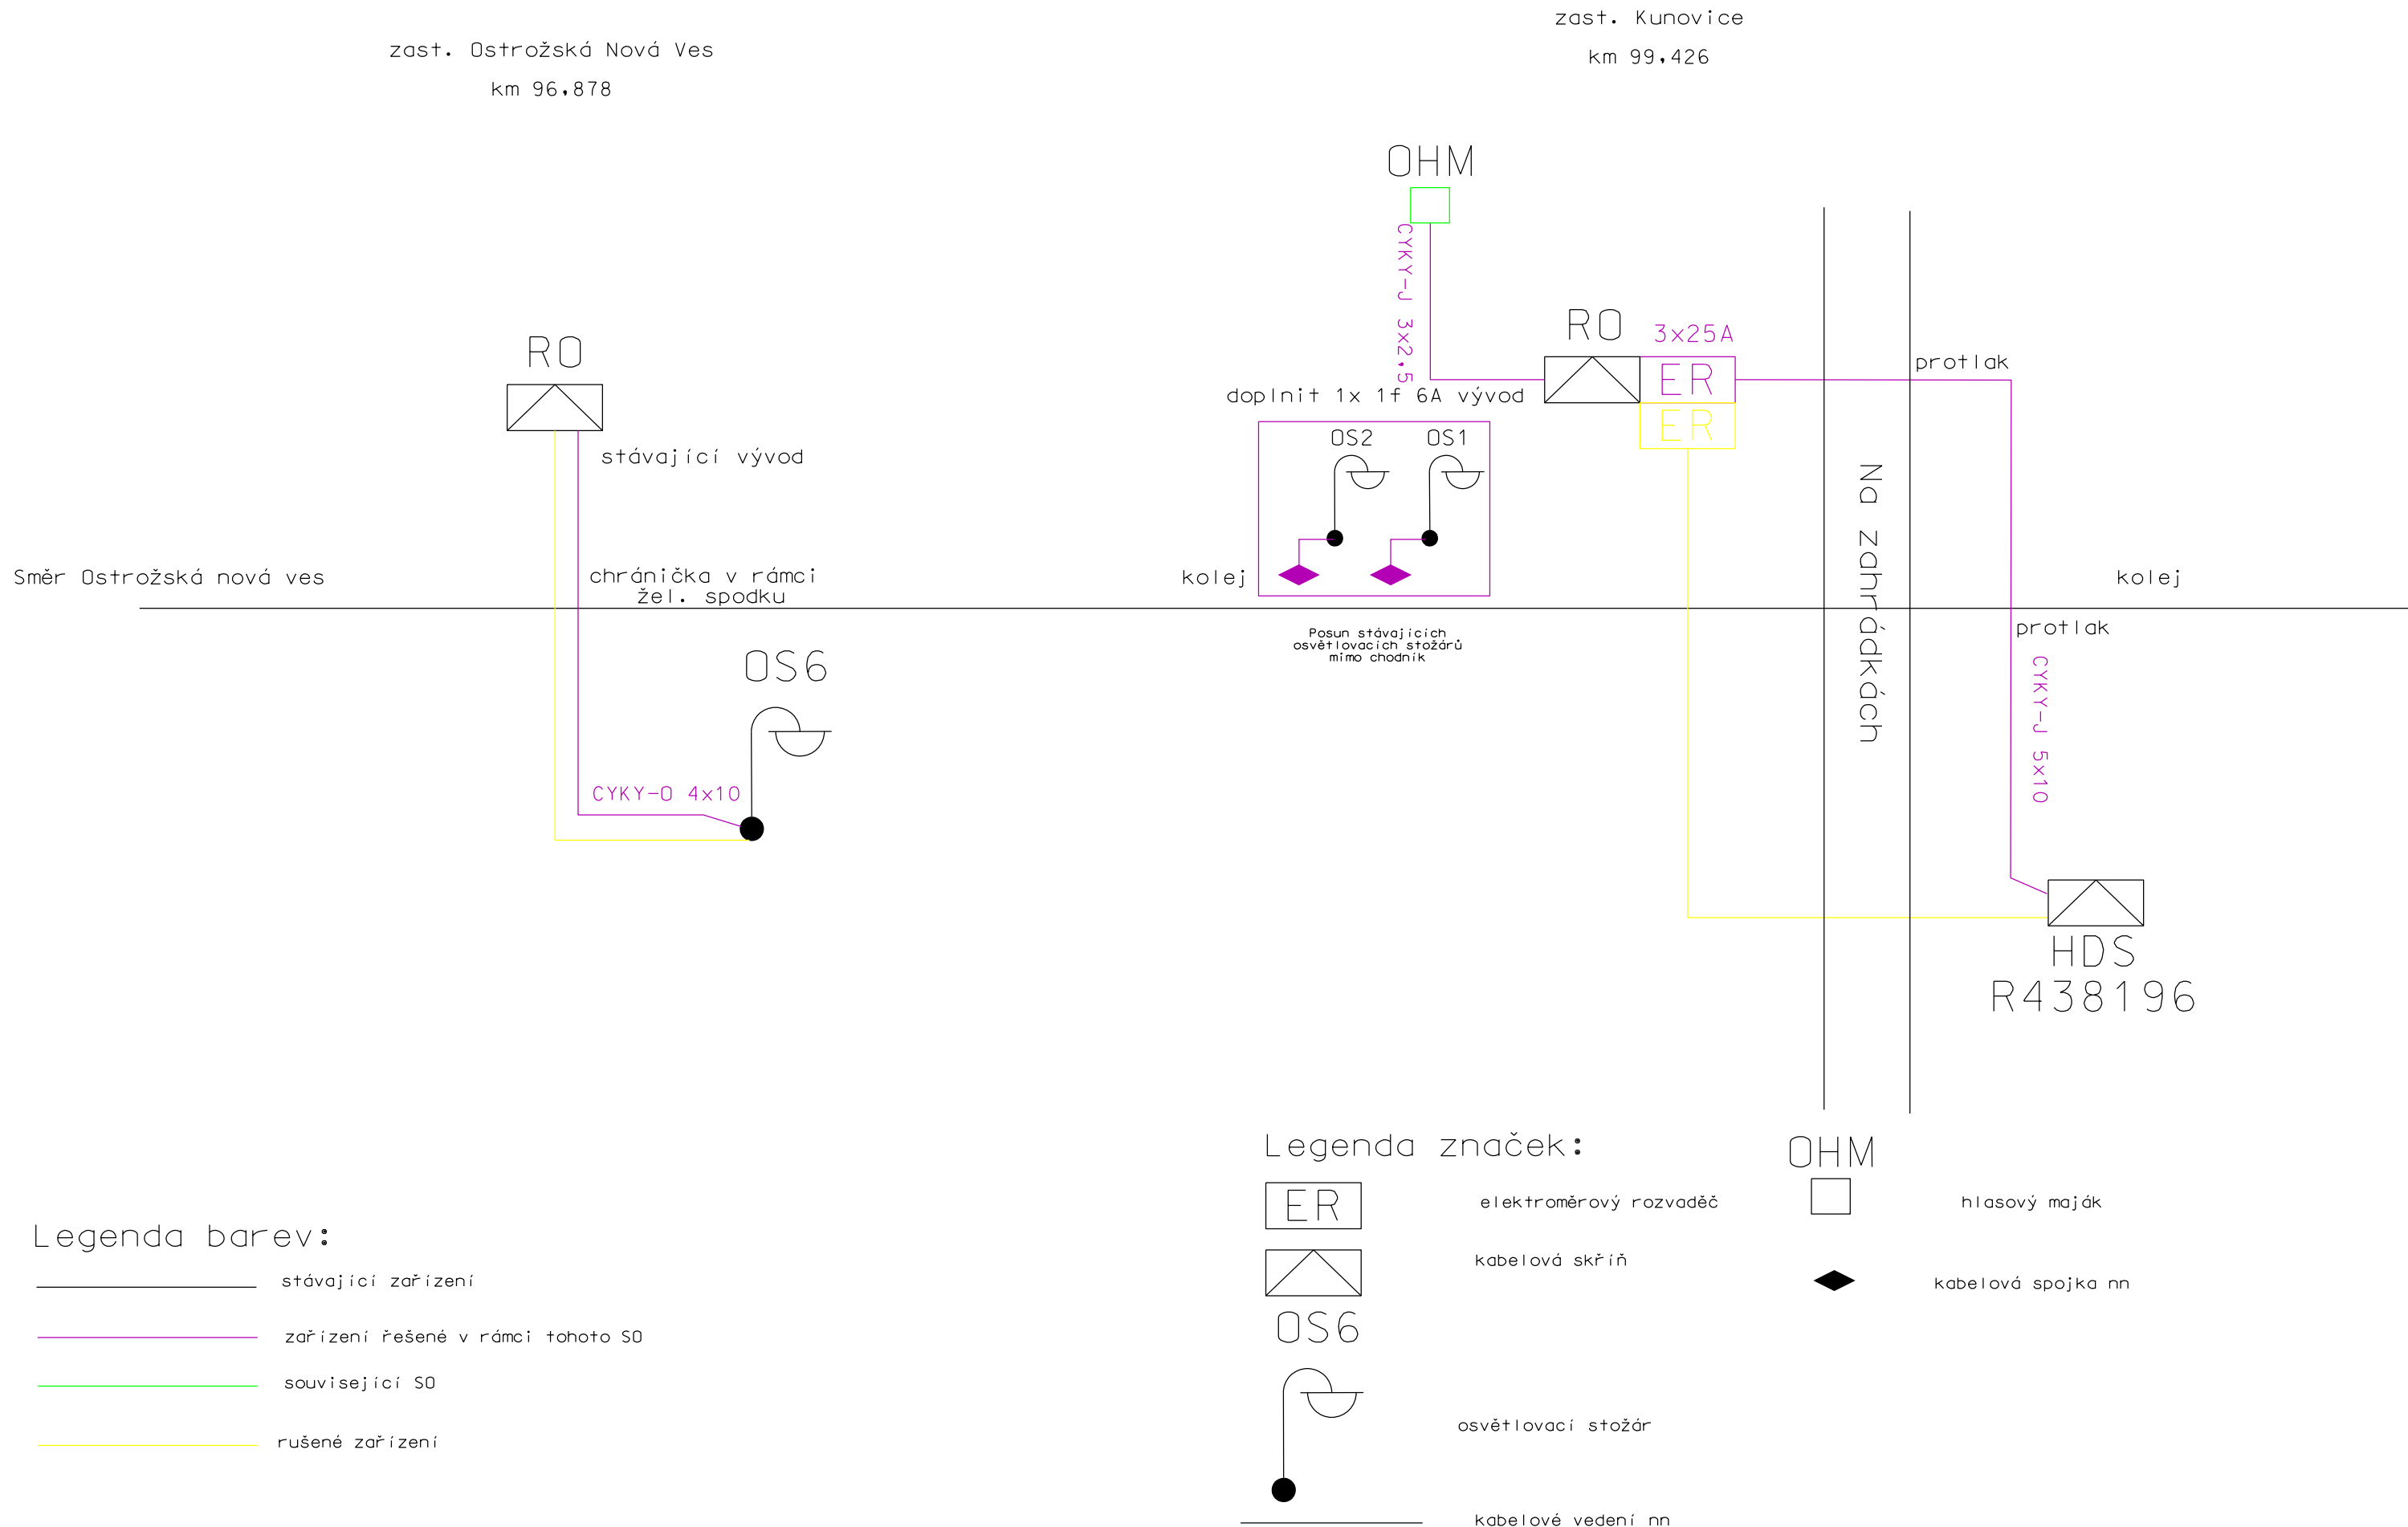 zast. Ostrožská Nová Ves
km 96,878
zast. Kunovice
km 99,426
OHM
CYKY-J 3x2,5
RO
3x25A
ER
ER
protlak
doplnit 1x 1f 6A vývod
OS2
OS1
RO
stávající vývod
Na zahrádkách
Směr Ostrožská nová ves
chránička v rámci
žel. spodku
kolej
kolej
Posun stávajících
osvětlovacích stožárů
mimo chodník
protlak
CYKY-J 5x10
OS6
CYKY-O 4x10
HDS
R438196
Legenda značek:
ER
elektroměrový rozvaděč
kabelová skříň
OS6
osvětlovací stožár
kabelové vedení nn
OHM
hlasový maják
kabelová spojka nn
Legenda barev:
stávající zařízení
zařízení řešené v rámci tohoto SO
související SO
rušené zařízení